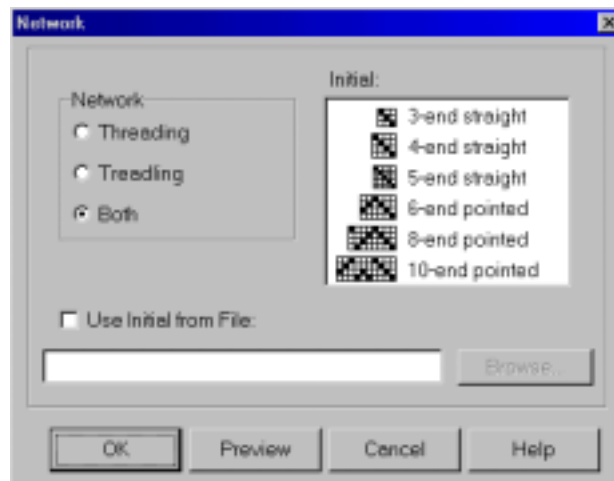 Network
Network
Threading
Treadling
Both
Initial:
3-end straight
4-end straight
5-end straight
6-end pointed
8-end pointed
10-end pointed
Use Initial from File:
Browse...
OK
Preview
Cancel
Help